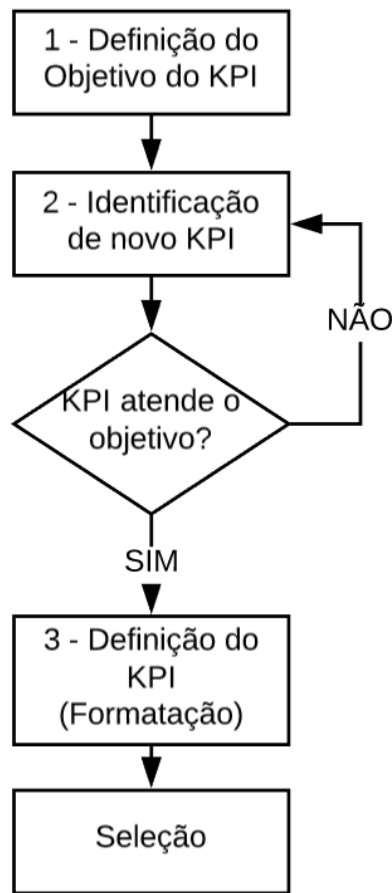 1 - Definição do
Objetivo do KPI
2 - Identificação
de novo KPI
NÃO
KPI atende o
objetivo?
SIM
3 - Definição do
KPI
(Formatação)
Seleção